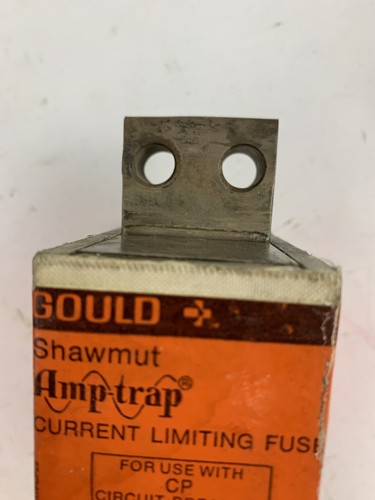 GOULD
Shawmut
Amp-trap®
CURRENT LIMITING FUSE
FOR USE WITH
CP